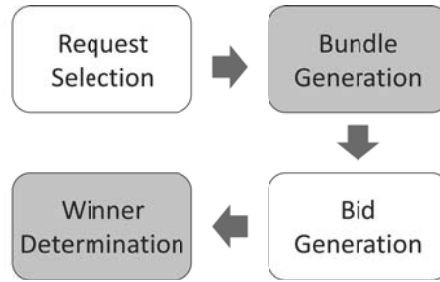 Request
Selection
Bundle
Generation
Bid
Generation
Winner
Determination